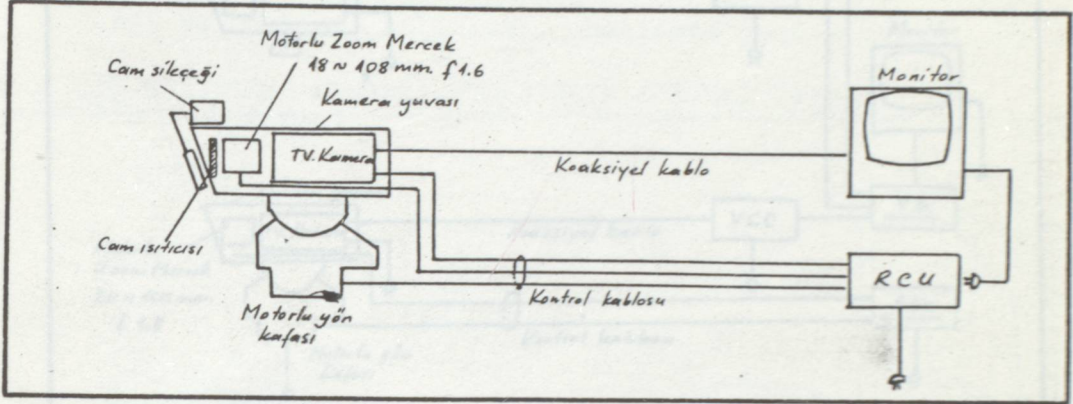 Motorlu Zoom Mercek
18 ~ 108 mm. f1.6
Cam sileçeği
Kamera yuvası
Monitor
TV. Kamera
Koaksiyel kablo
Cam ısıtıcısı
RCU
Kontrol kablosu
Motorlu yön
kafası